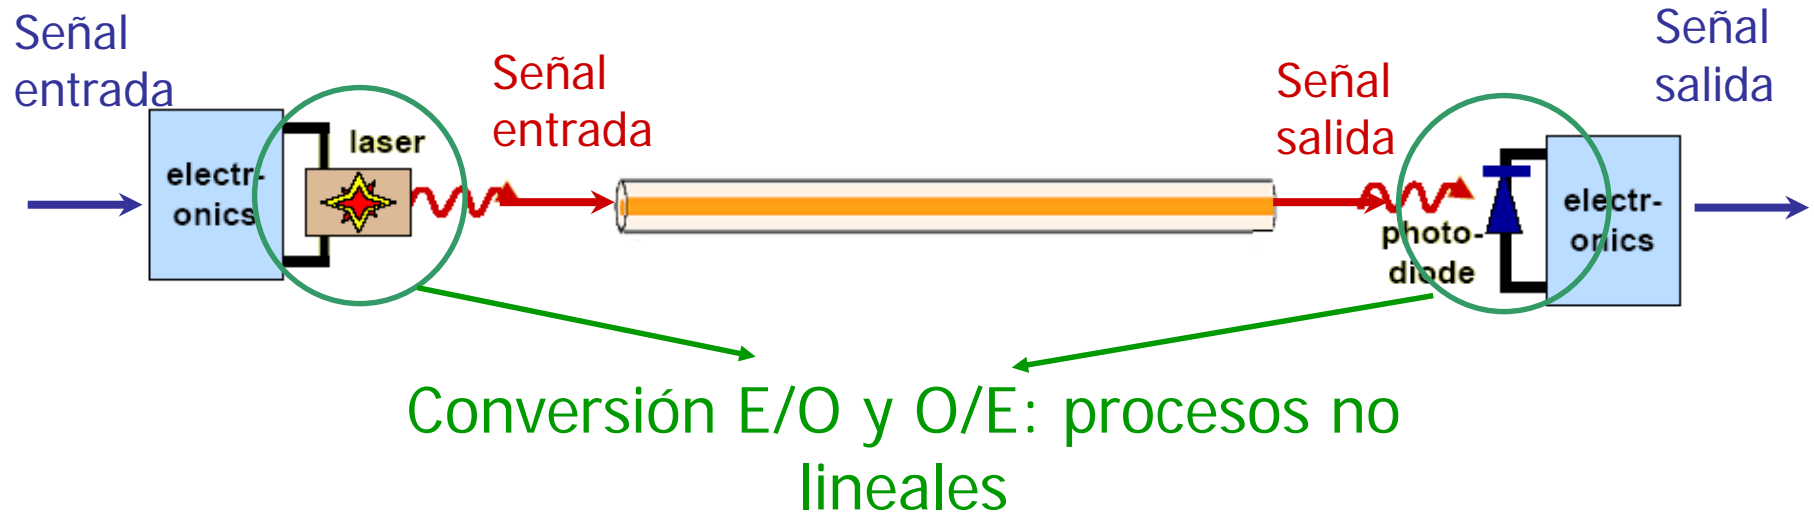 Señal
entrada
electr-
onics
laser
Señal
entrada
Señal
salida
photo-
diode
electr-
onics
Señal
salida
Conversión E/O y O/E: procesos no
lineales